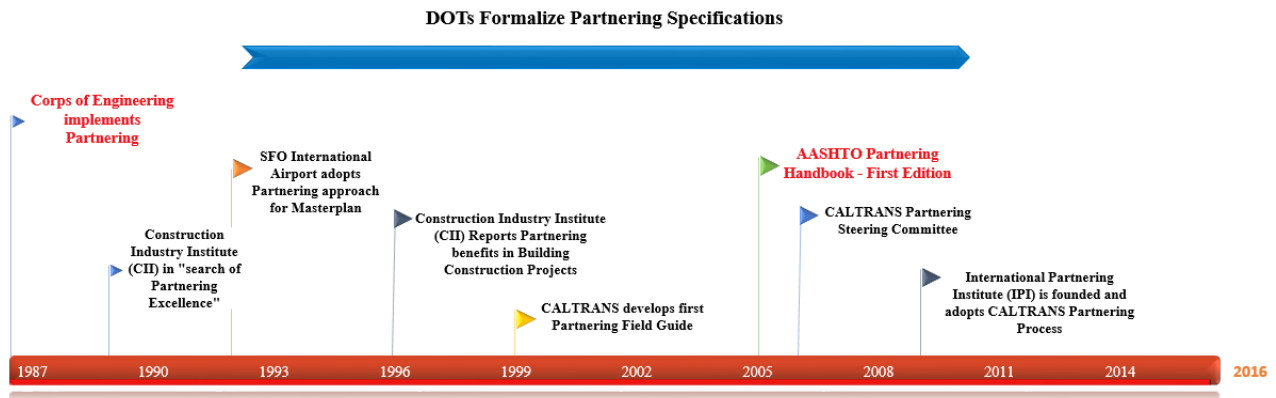 DOTs Formalize Partnering Specifications
Corps of Engineering
implements
Partnering
Construction
Industry Institute
(CII) in "search of
Partnering
Excellence"
SFO International
Airport adopts
Partnering approach
for Masterplan
Construction Industry Institute
(CII) Reports Partnering
benefits in Building
Construction Projects
CALTRANS develops first
Partnering Field Guide
AASHTO Partnering
Handbook - First Edition
CALTRANS Partnering
Steering Committee
International Partnering
Institute (IPI) is founded and
adopts CALTRANS Partnering
Process
1987 1990 1993 1996 1999 2002 2005 2008 2011 2014 2016